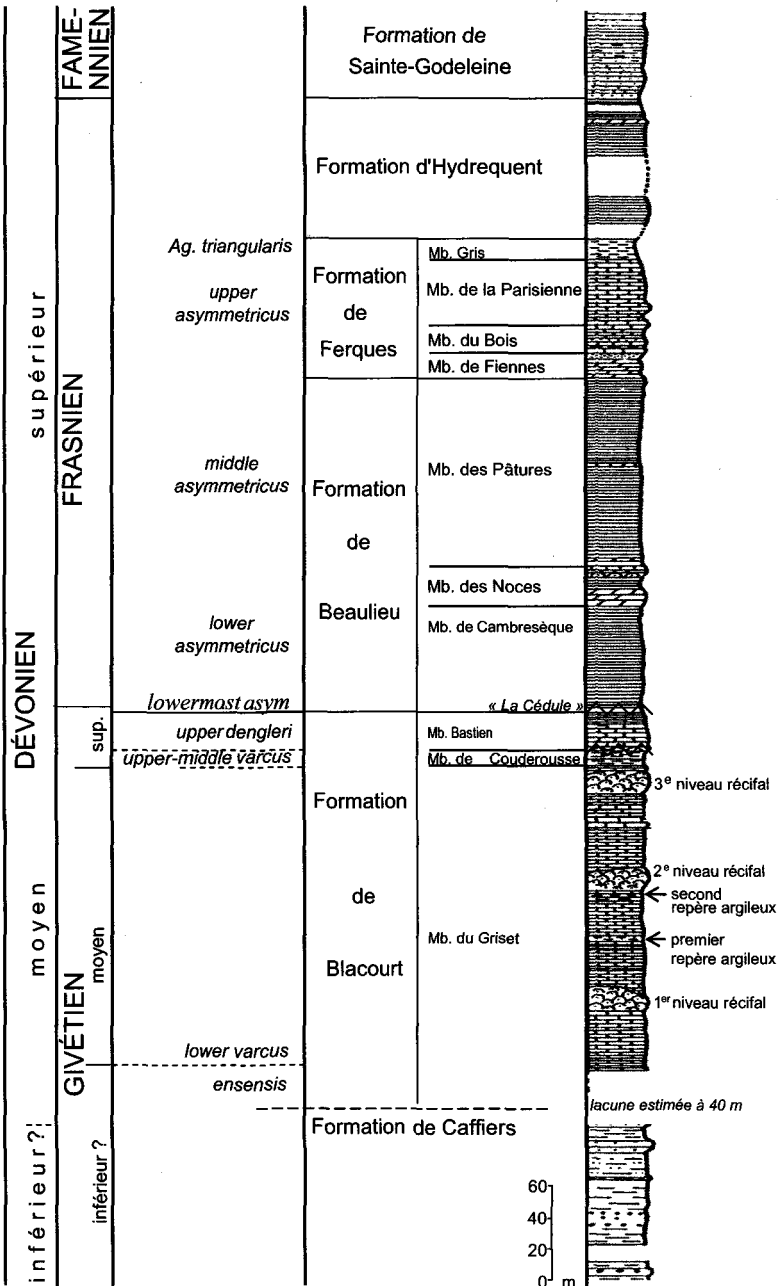 DÉVONIEN
supérieur
moyen
inférieur?
FAME-
NNIEN
FRASNIEN
GIVÉTIEN
sup.
moyen
inférieur ?
Ag. triangularis
upper
asymmetricus
middle
asymmetricus
lower
asymmetricus
lowermost asym
upper dengleri
upper-middle varcus
lower varcus
ensensis
Formation de
Sainte-Godeleine
Formation d'Hydrequent
Formation
de
Ferques
Formation
de
Beaulieu
Formation
de
Blacourt
Formation de Caffiers
Mb. Gris
Mb. de la Parisienne
Mb. du Bois
Mb. de Fiennes
Mb. des Pâtures
Mb. des Noces
Mb. de Cambresèque
« La Cédule »
Mb. Bastien
Mb. de Couderousse
Mb. du Griset
3e niveau récifal
2e niveau récifal
second
repère argileux
premier
repère argileux
1er niveau récifal
lacune estimée à 40 m
60
40
20
0 m